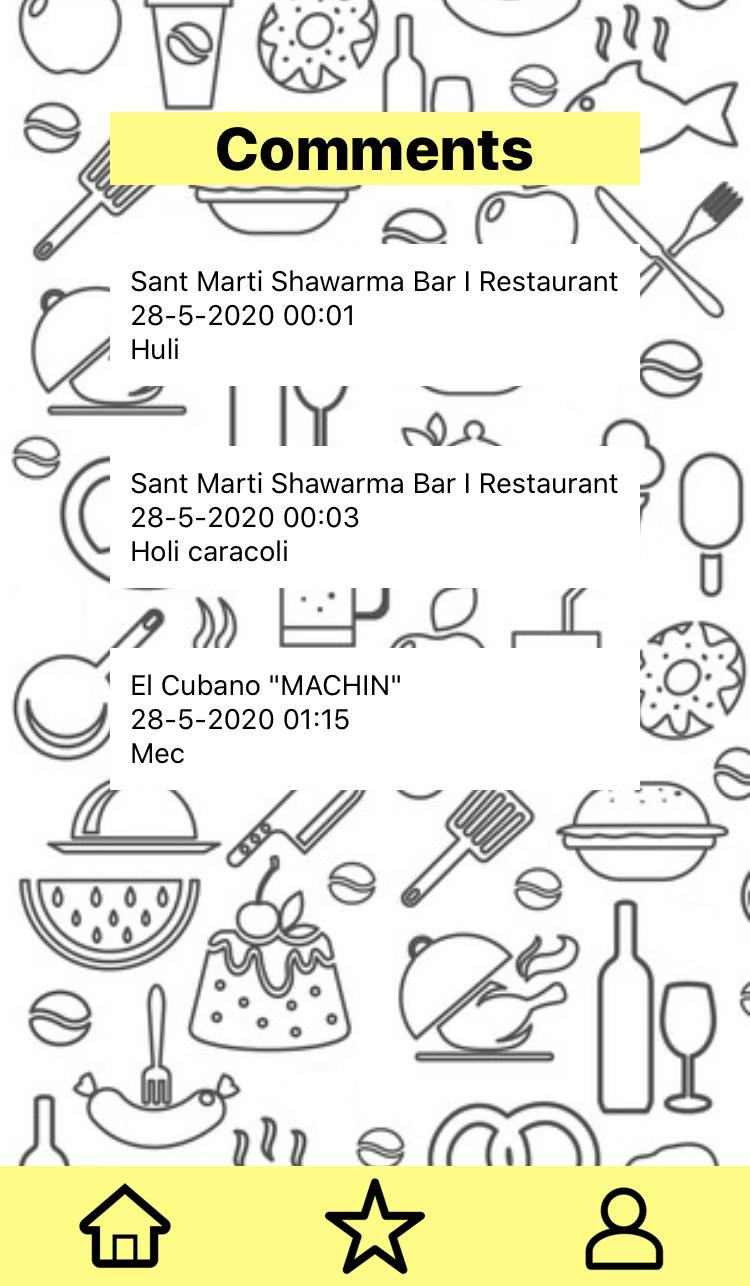 Comments
Sant Marti Shawarma Bar I Restaurant
28-5-2020 00:01
Huli
Sant Marti Shawarma Bar I Restaurant
28-5-2020 00:03
Holi caracoli
El Cubano "MACHIN"
28-5-2020 01:15
Mec